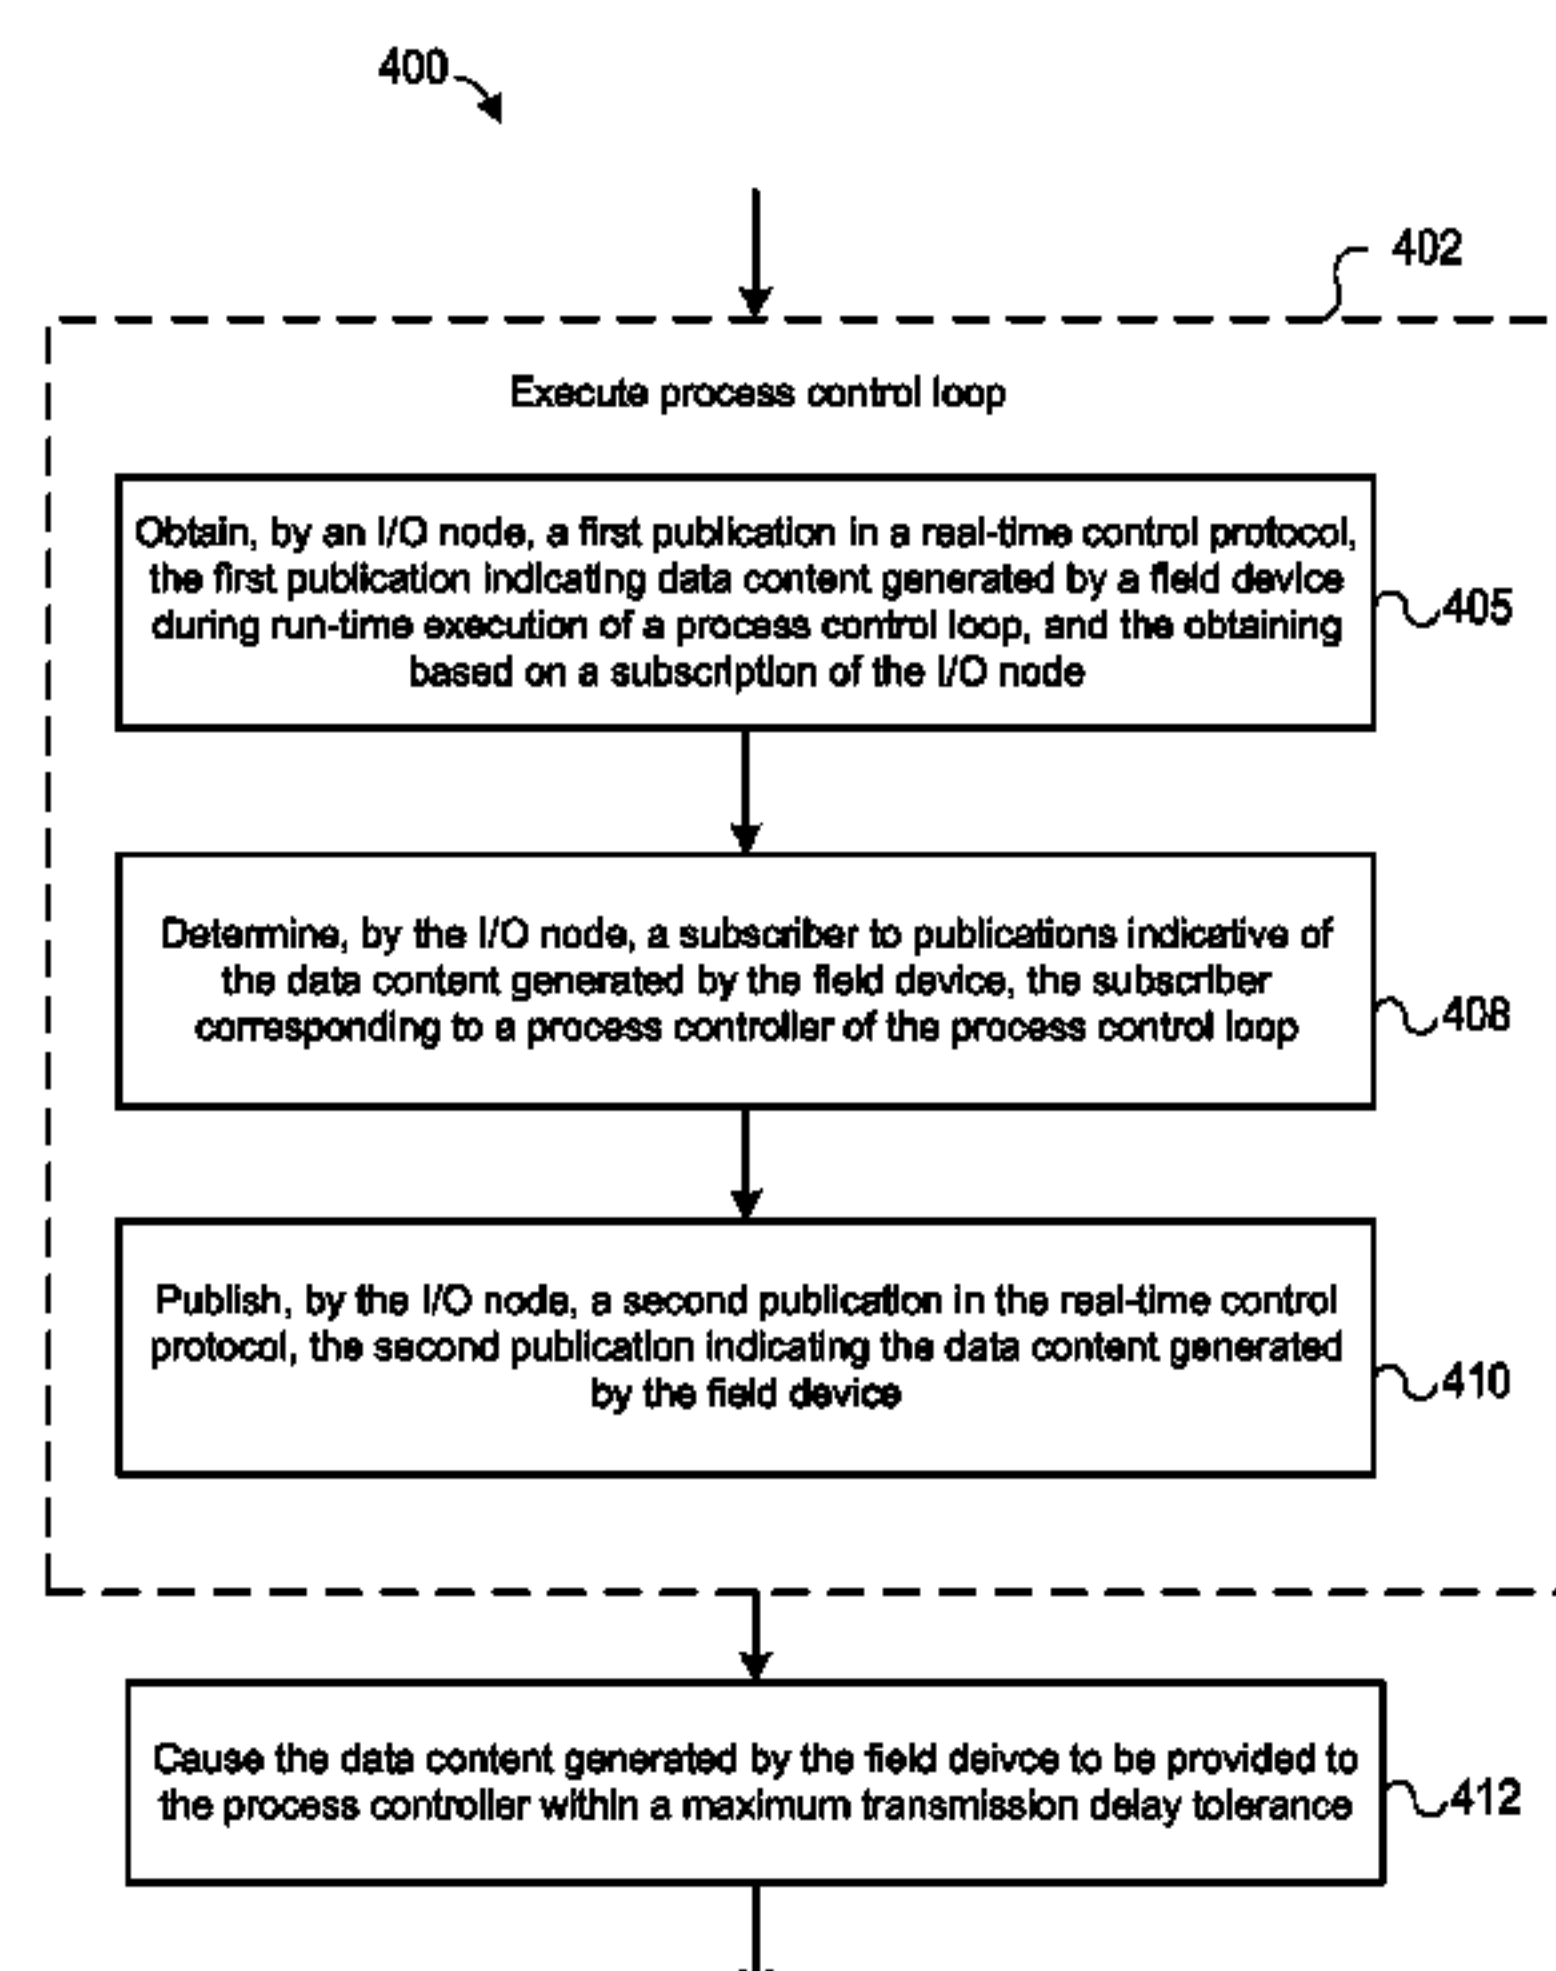 400
402
Execute process control loop
Obtain, by an I/O node, a first publication in a real-time control protocol,
the first publication indicating data content generated by a field device
during run-time execution of a process control loop, and the obtaining
based on a subscription of the I/O node
405
Determine, by the I/O node, a subscriber to publications indicative of
the data content generated by the field device, the subscriber
corresponding to a process controller of the process control loop
408
Publish, by the I/O node, a second publication in the real-time control
protocol, the second publication indicating the data content generated
by the field device
410
Cause the data content generated by the field deivce to be provided to
the process controller within a maximum transmission delay tolerance
412